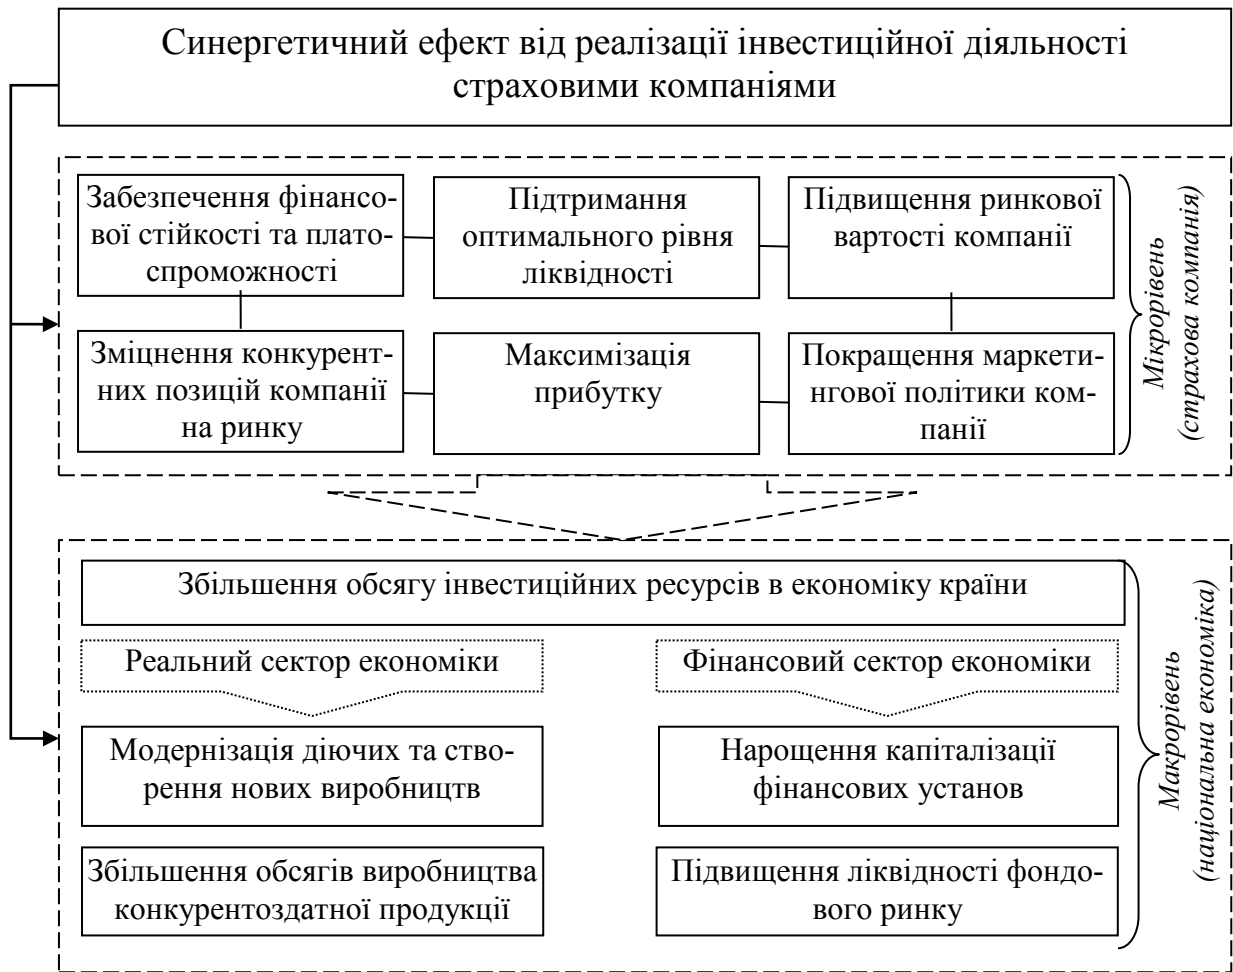 Синергетичний ефект від реалізації інвестиційної діяльності
страховими компаніями
Забезпечення фінансо-
вої стійкості та плато-
спроможності
Підтримання
оптимального рівня
ліквідності
Підвищення ринкової
вартості компанії
Зміцнення конкурент-
них позицій компанії
на ринку
Максимізація
прибутку
Покращення маркети-
нгової політики ком-
панії
Мікрорівень
(страхова компанія)
Збільшення обсягу інвестиційних ресурсів в економіку країни
Реальний сектор економіки
Фінансовий сектор економіки
Модернізація діючих та ство-
рення нових виробництв
Нарощення капіталізації
фінансових установ
Збільшення обсягів виробництва
конкурентоздатної продукції
Підвищення ліквідності фондо-
вого ринку
Макрорівень
(національна економіка)